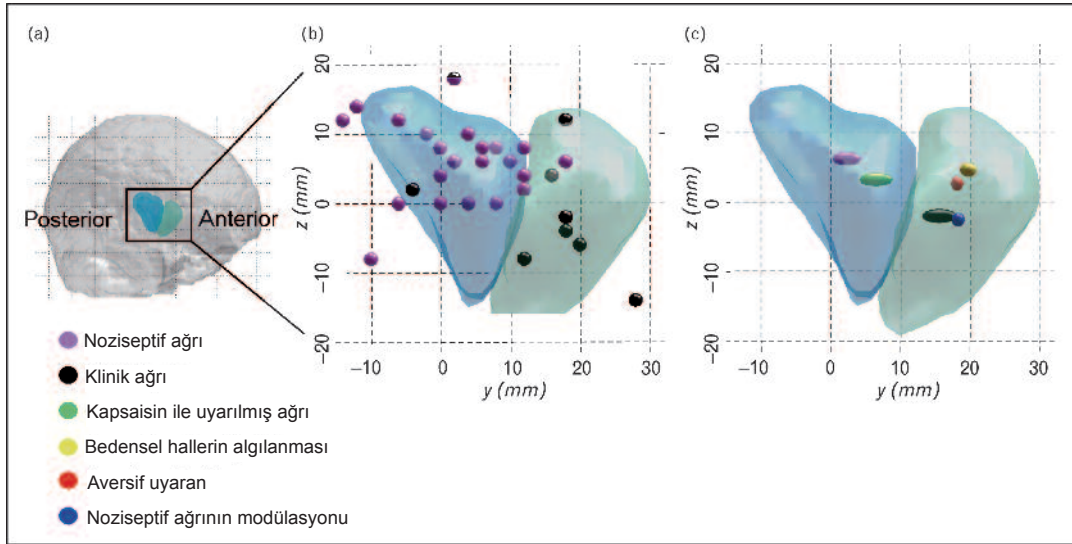 (a)
(b)
(c)
Posterior
Anterior
20
10
0
−10
−20
z (mm)
−10 0 10 20 30
y (mm)
20
10
0
−10
−20
z (mm)
−10 0 10 20 30
y (mm)
Noziseptif ağrı
Klinik ağrı
Kapsaisin ile uyarılmış ağrı
Bedensel hallerin algılanması
Aversif uyaran
Noziseptif ağrının modülasyonu